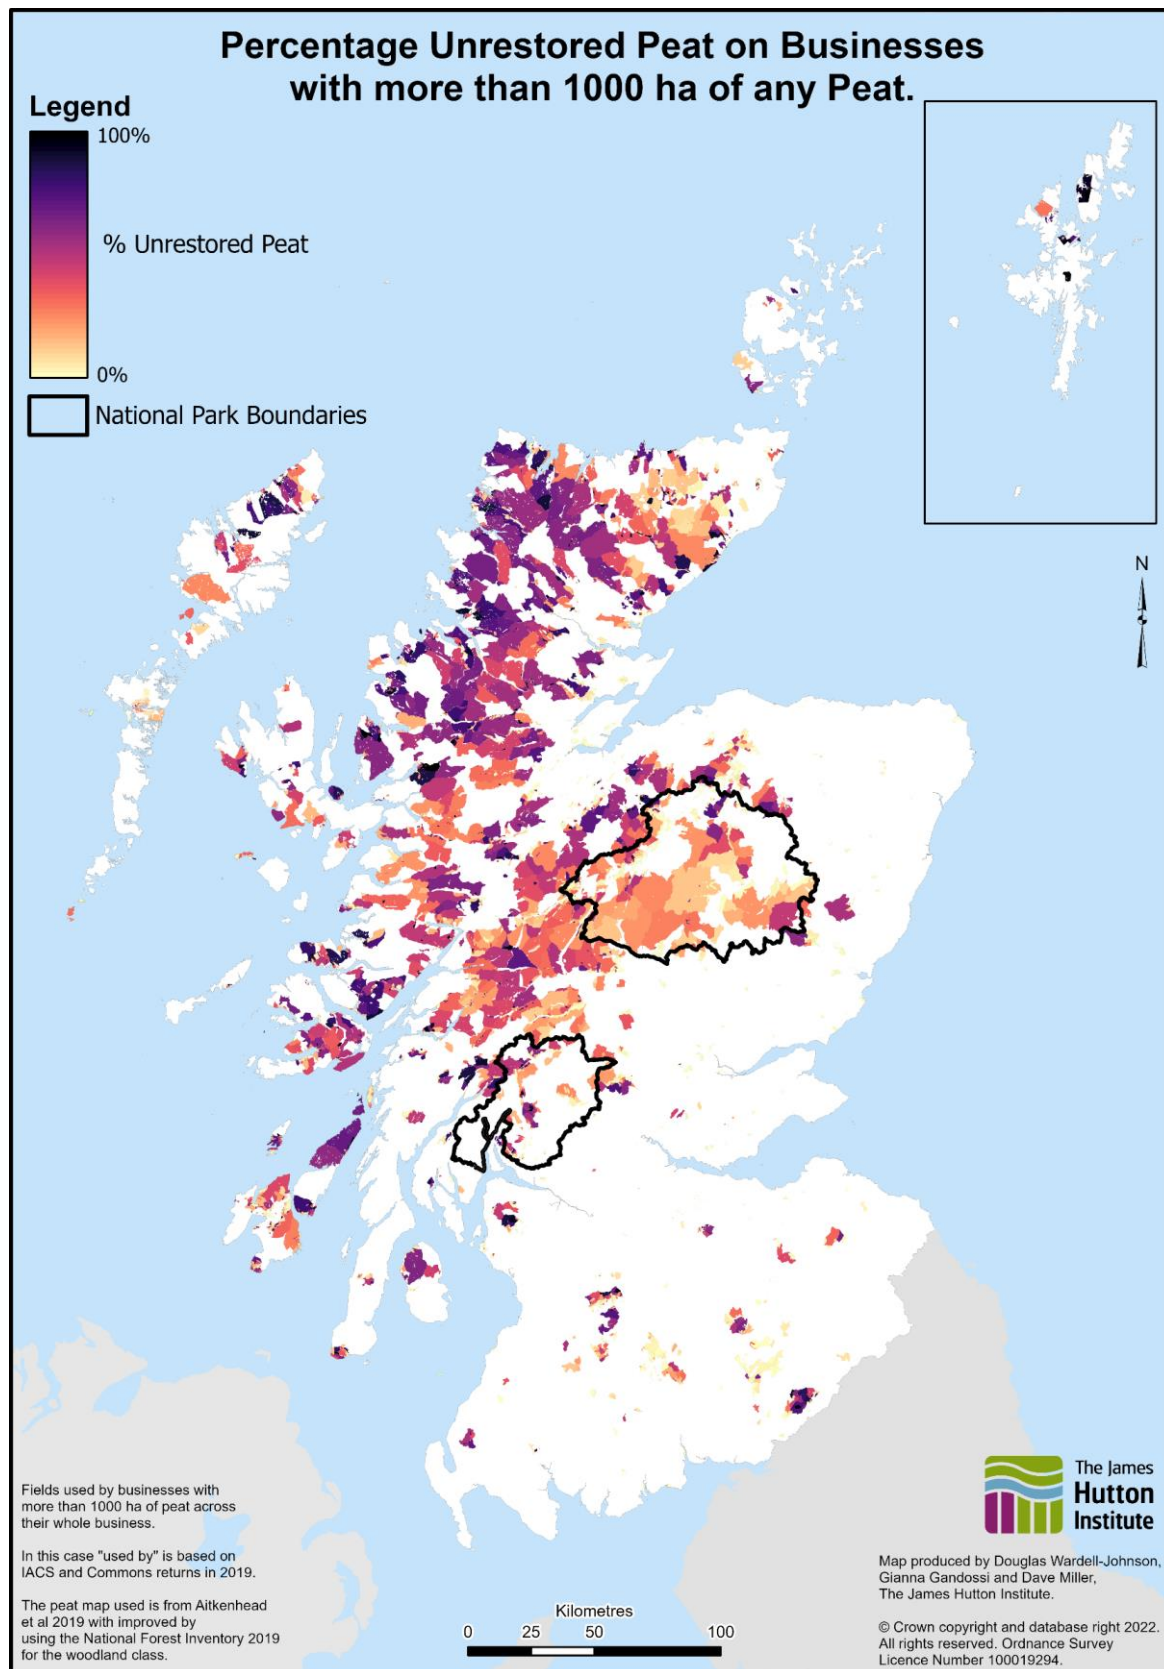 Percentage Unrestored Peat on Businesses
with more than 1000 ha of any Peat.
Legend
100%
% Unrestored Peat
0%
National Park Boundaries
N
Fields used by businesses with
more than 1000 ha of peat across
their whole business.
In this case "used by" is based on
IACS and Commons returns in 2019.
The peat map used is from Aitkenhead
et al 2019 with improved by
using the National Forest Inventory 2019
for the woodland class.
Kilometres
0 25 50 100
The James
Hutton
Institute
Map produced by Douglas Wardell-Johnson,
Gianna Gandossi and Dave Miller,
The James Hutton Institute.
© Crown copyright and database right 2022.
All rights reserved. Ordnance Survey
Licence Number 100019294.